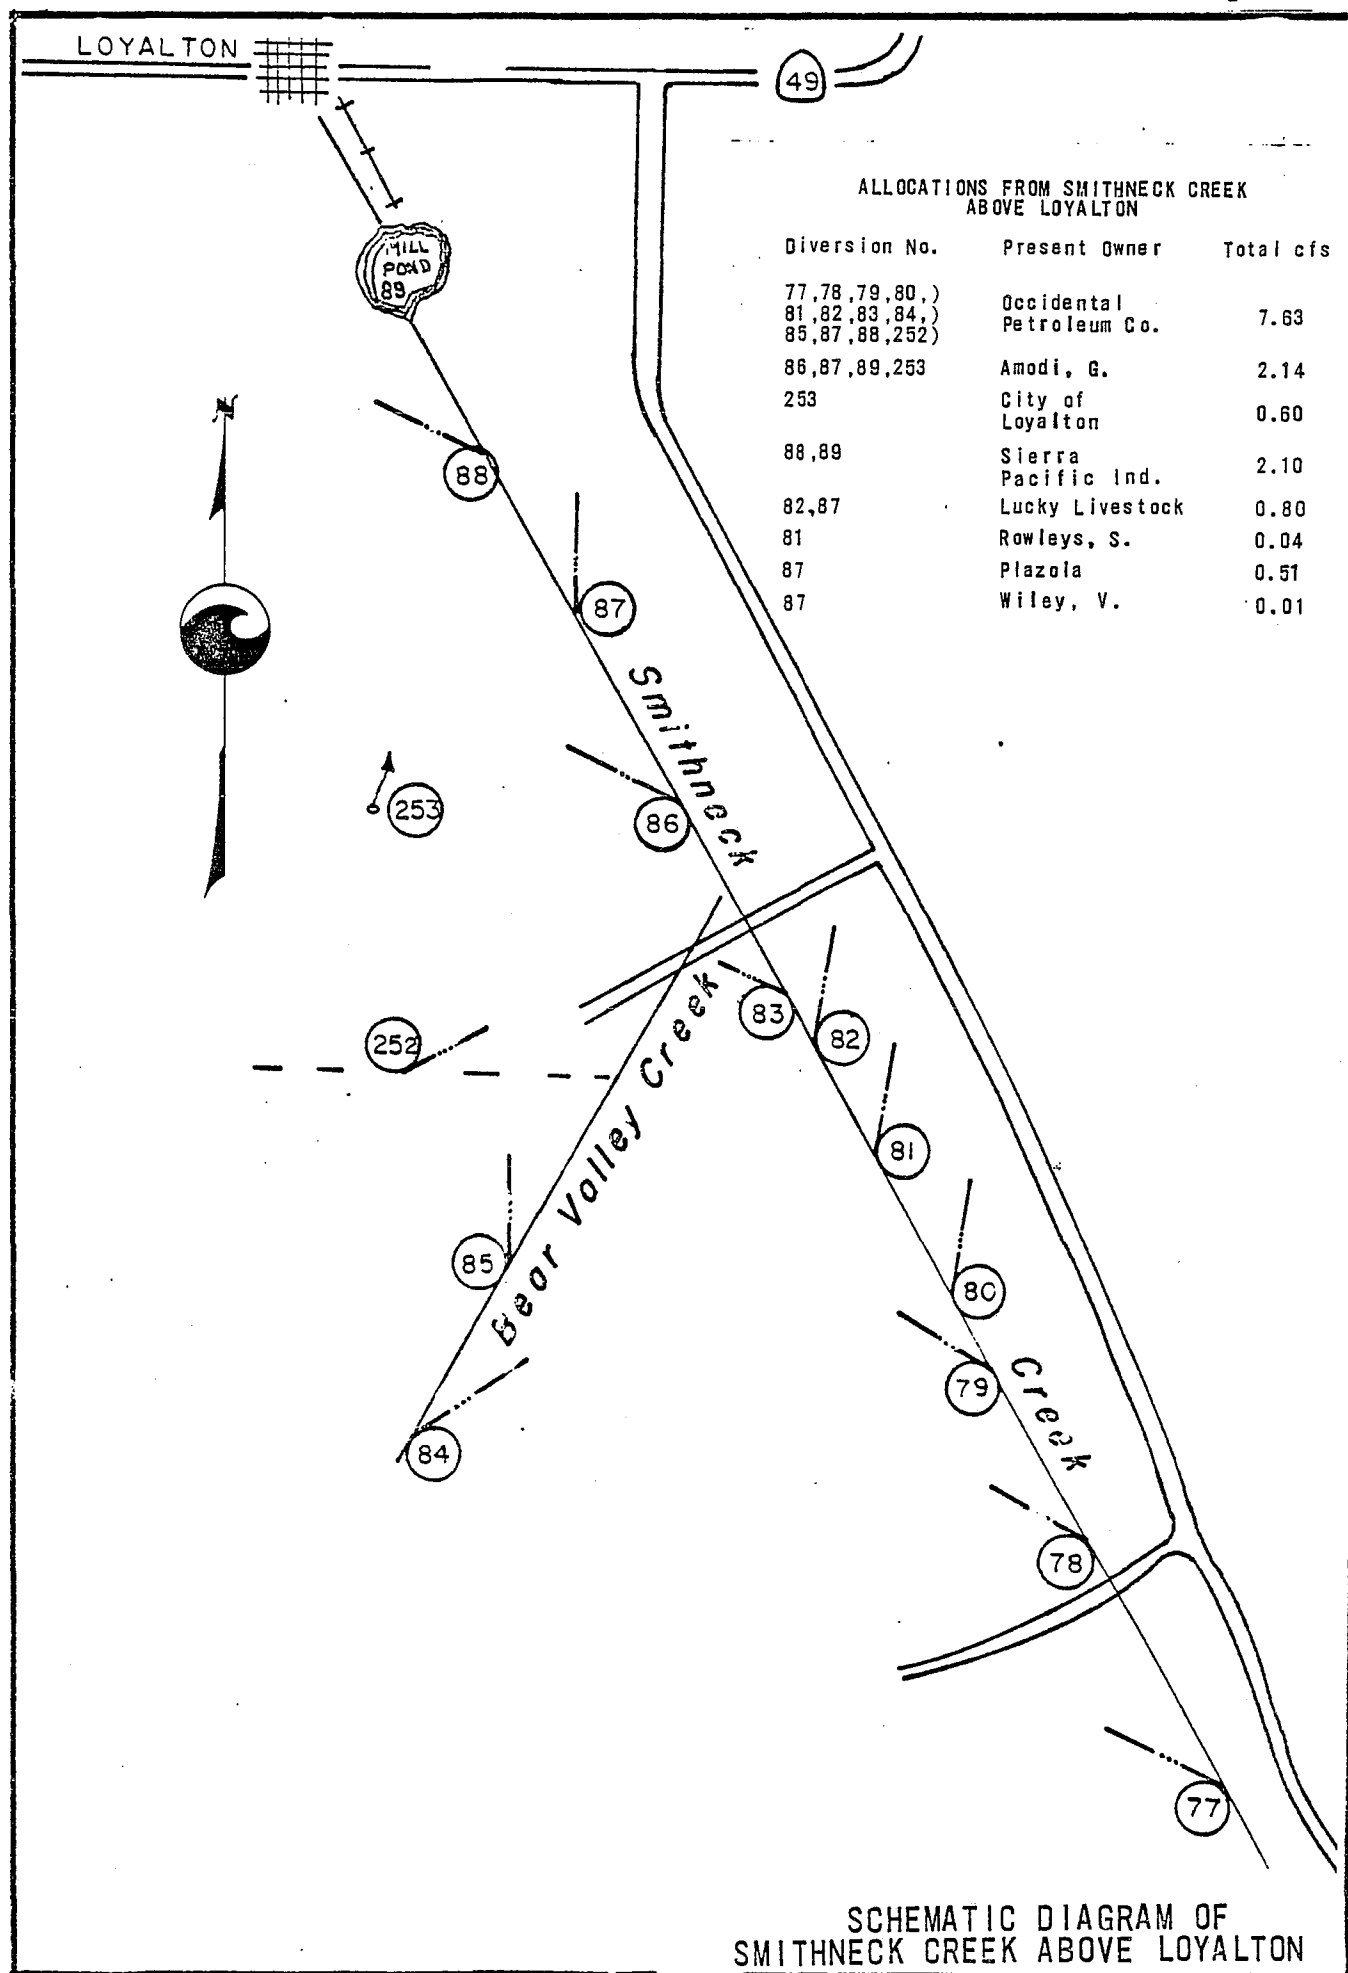 LOYALTON
49
ALLOCATIONS FROM SMITHNECK CREEK
ABOVE LOYALTON
Diversion No. Present Owner Total cfs
77,78,79,80,)
81,82,83,84,)
85,87,88,252)
Occidental
Petroleum Co.
7.63
86,87,89,253 Amodi, G. 2.14
253 City of
Loyalton
0.60
88,89 Sierra
Pacific Ind.
2.10
82,87 Lucky Livestock 0.80
81 Rowleys, S. 0.04
87 Plazola 0.51
87 Wiley, V. 0.01
MILL
POND
89
N
88
87
Smithneck
253
86
83
82
252
81
Bear Valley Creek
85
80
79
Creek
84
78
77
SCHEMATIC DIAGRAM OF
SMITHNECK CREEK ABOVE LOYALTON